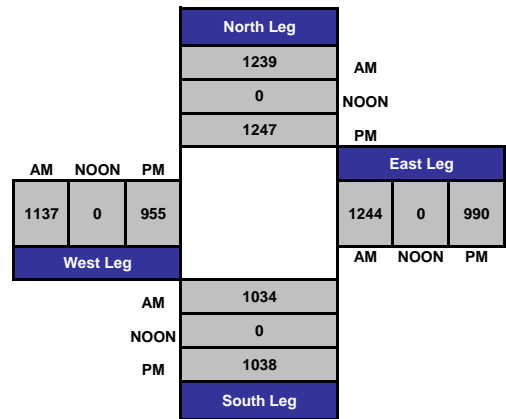 North Leg
1239 AM
0 NOON
1247 PM
AM NOON PM
East Leg
1137 0 955
1244 0 990
West Leg
AM NOON PM
AM 1034
NOON 0
PM 1038
South Leg